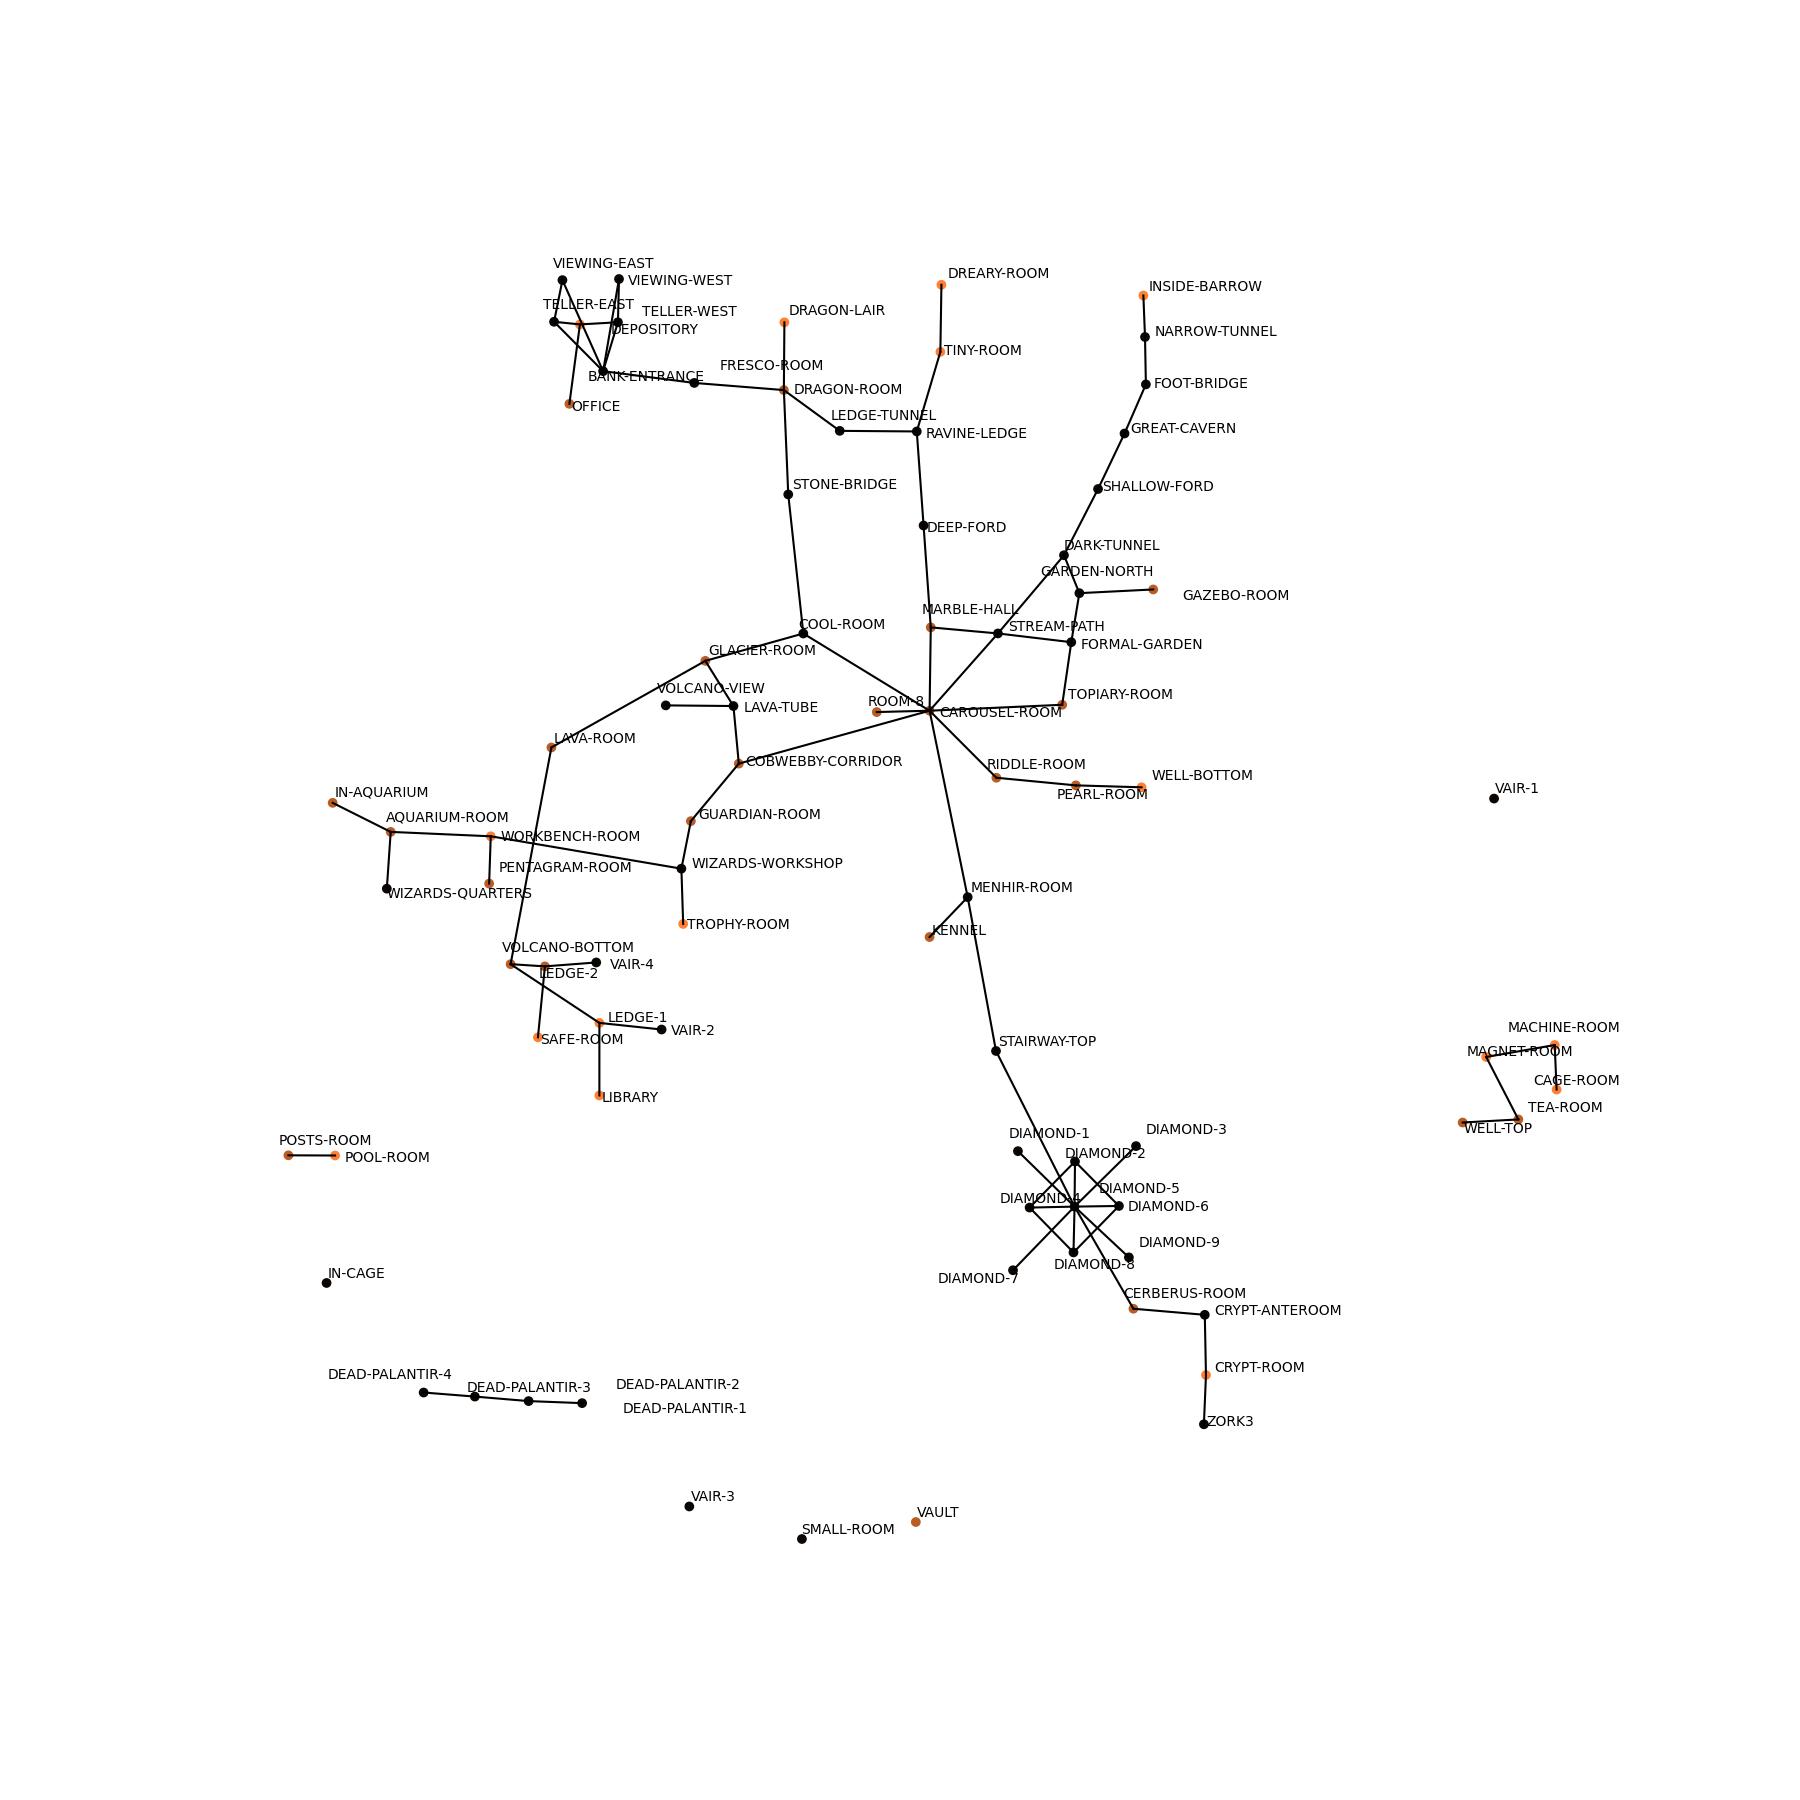 VIEWING-EAST
VIEWING-WEST
DREARY-ROOM
INSIDE-BARROW
TELLER-EAST
TELLER-WEST
DRAGON-LAIR
DEPOSITORY
NARROW-TUNNEL
TINY-ROOM
FRESCO-ROOM
BANK-ENTRANCE
DRAGON-ROOM
FOOT-BRIDGE
OFFICE
LEDGE-TUNNEL
RAVINE-LEDGE
GREAT-CAVERN
STONE-BRIDGE
SHALLOW-FORD
DEEP-FORD
DARK-TUNNEL
GARDEN-NORTH
GAZEBO-ROOM
MARBLE-HALL
COOL-ROOM
STREAM-PATH
FORMAL-GARDEN
GLACIER-ROOM
VOLCANO-VIEW
TOPIARY-ROOM
ROOM-8
LAVA-TUBE
CAROUSEL-ROOM
LAVA-ROOM
COBWEBBY-CORRIDOR
RIDDLE-ROOM
WELL-BOTTOM
VAIR-1
IN-AQUARIUM
PEARL-ROOM
AQUARIUM-ROOM
GUARDIAN-ROOM
WORKBENCH-ROOM
WIZARDS-WORKSHOP
PENTAGRAM-ROOM
MENHIR-ROOM
WIZARDS-QUARTERS
TROPHY-ROOM
KENNEL
VOLCANO-BOTTOM
VAIR-4
LEDGE-2
LEDGE-1
VAIR-2
MACHINE-ROOM
SAFE-ROOM
STAIRWAY-TOP
MAGNET-ROOM
CAGE-ROOM
LIBRARY
TEA-ROOM
WELL-TOP
DIAMOND-1
DIAMOND-3
POSTS-ROOM
DIAMOND-2
POOL-ROOM
DIAMOND-5
DIAMOND-4
DIAMOND-6
DIAMOND-9
DIAMOND-8
IN-CAGE
DIAMOND-7
CERBERUS-ROOM
CRYPT-ANTEROOM
CRYPT-ROOM
DEAD-PALANTIR-4
DEAD-PALANTIR-3
DEAD-PALANTIR-2
DEAD-PALANTIR-1
ZORK3
VAIR-3
VAULT
SMALL-ROOM